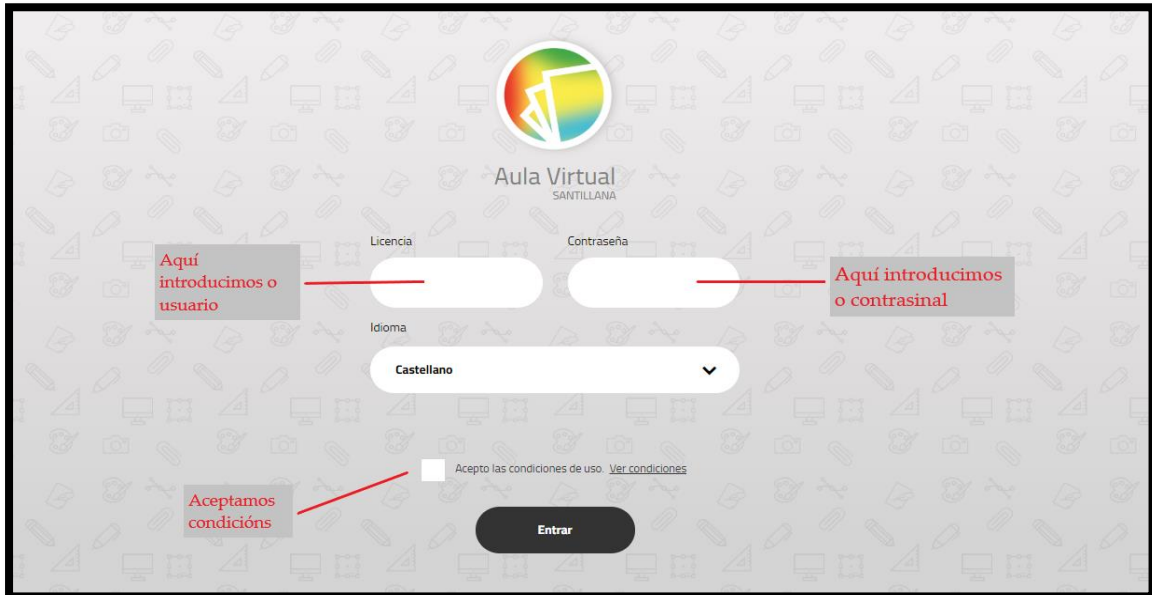 Aula Virtual
SANTILLANA
Licencia
Contraseña
Aquí
introducimos o
usuario
Aquí introducimos
o contrasinal
Idioma
Castellano
Acepto las condiciones de uso. Ver condiciones
Aceptamos
condicións
Entrar